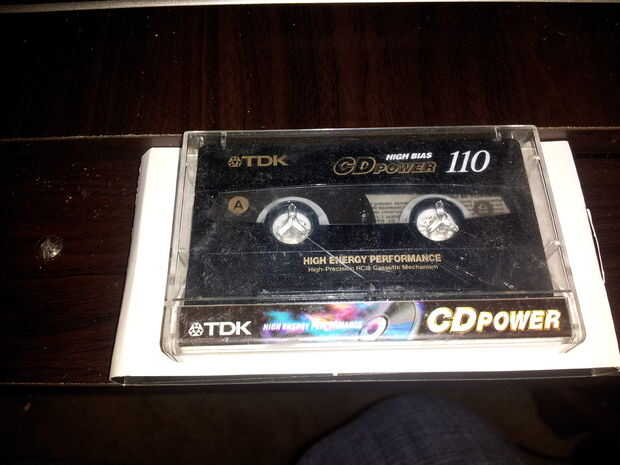 TDK
HIGH BIAS
CD POWER 110
A
HIGH ENERGY PERFORMANCE
High-Precision RCIII Cassette Mechanism
TDK HIGH ENERGY PERFORMANCE CD POWER